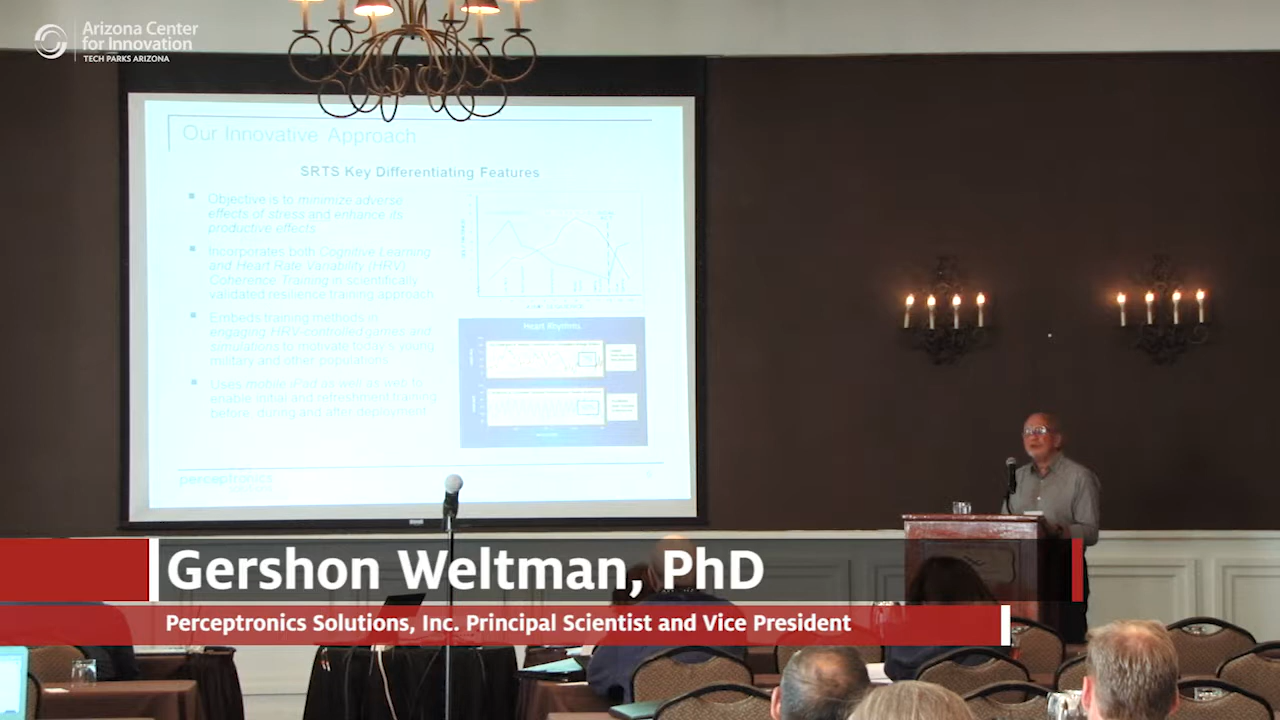 Arizona Center
for Innovation
TECH PARKS ARIZONA
Our Innovative Approach
SRTS Key Differentiating Features
Objective is to minimize adverse
effects of stress and enhance its
productive effects
Incorporates both Cognitive Learning
and Heart Rate Variability (HRV)
Coherence Training in scientifically
validated resilience training approach
Embeds training methods in
engaging HRV-controlled games and
simulations to motivate today's young
military and other populations
Uses mobile iPad as well as web to
enable initial and refreshment training
before, during and after deployment
Heart Rhythms
perceptronics
Gershon Weltman, PhD
Perceptronics Solutions, Inc. Principal Scientist and Vice President